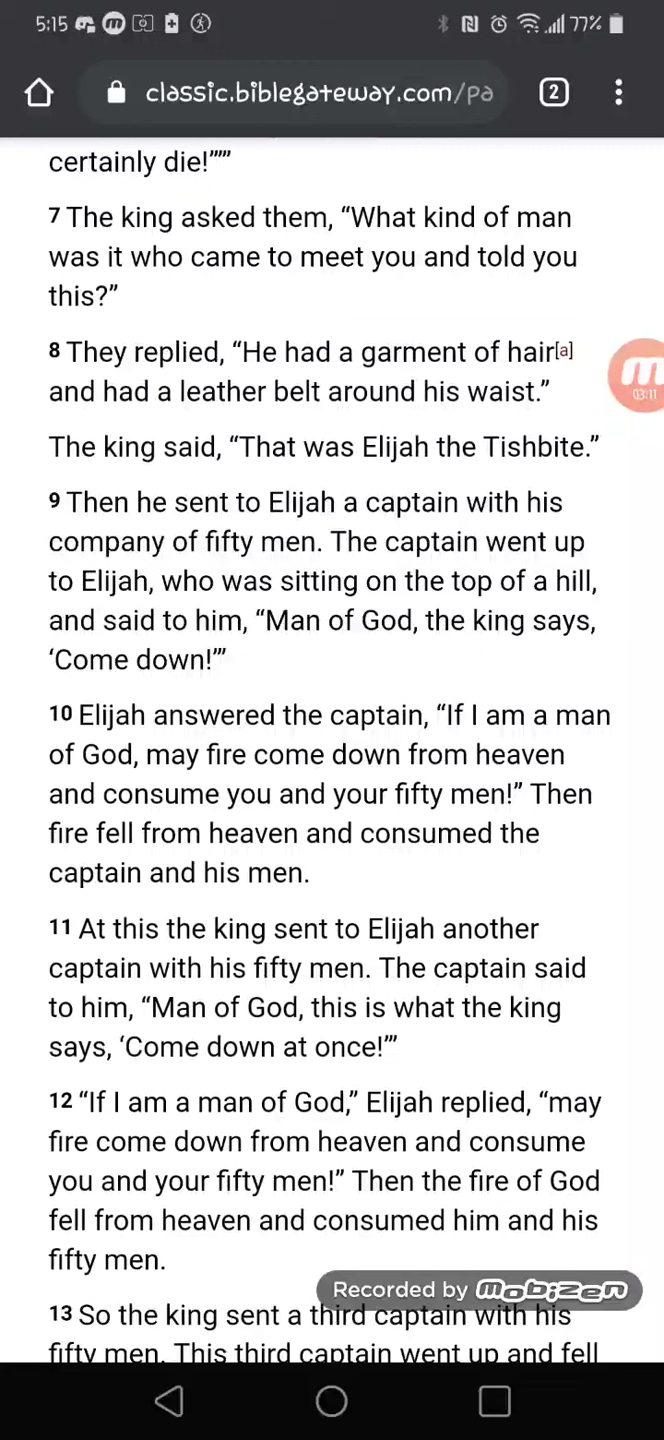 5:15
77%
classic.biblegateway.com/pa
2
certainly die!”’”
7 The king asked them, “What kind of man
was it who came to meet you and told you
this?”
8 They replied, “He had a garment of hair[a]
and had a leather belt around his waist.”
03:11
The king said, “That was Elijah the Tishbite.”
9 Then he sent to Elijah a captain with his
company of fifty men. The captain went up
to Elijah, who was sitting on the top of a hill,
and said to him, “Man of God, the king says,
‘Come down!’”
10 Elijah answered the captain, “If I am a man
of God, may fire come down from heaven
and consume you and your fifty men!” Then
fire fell from heaven and consumed the
captain and his men.
11 At this the king sent to Elijah another
captain with his fifty men. The captain said
to him, “Man of God, this is what the king
says, ‘Come down at once!’”
12 “If I am a man of God,” Elijah replied, “may
fire come down from heaven and consume
you and your fifty men!” Then the fire of God
fell from heaven and consumed him and his
fifty men.
Recorded by mobizen
13 So the king sent a third captain with his
fifty men. This third captain went up and fell